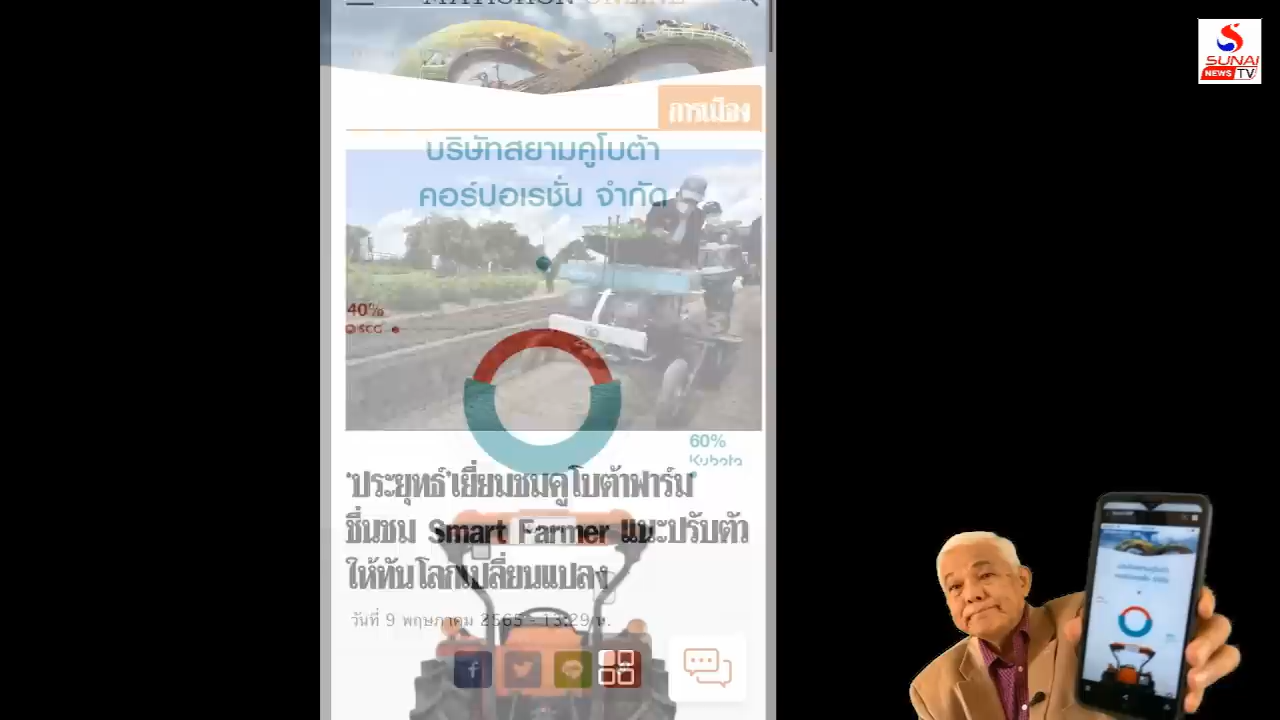 MATICHON ONLINE
SUNAI
NEWS TV
การเมือง
บริษัทสยามคูโบต้า
คอร์ปอเรชั่น จำกัด
40%
SCG
60%
Kubota
'ประยุทธ์'เยี่ยมชมคูโบต้าฟาร์ม
ชื่นชม Smart Farmer แนะปรับตัว
ให้ทันโลกเปลี่ยนแปลง
วันที่ 9 พฤษภาคม 2565 - 13:29 น.